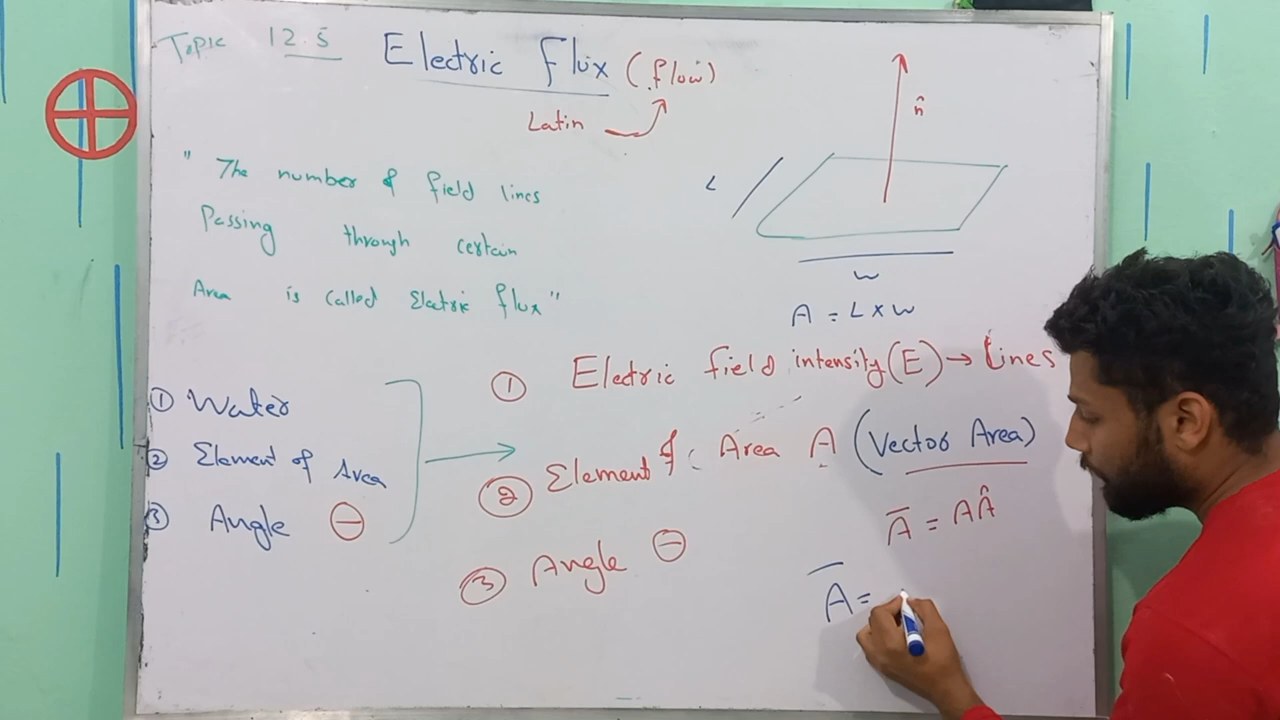 Topic 12.5
Electric Flux (flow)
Latin
n̂
" The number of field lines
Passing through certain
Area is called Electric flux "
L
W
A = L x W
① Water
② Element of Area
③ Angle θ
① Electric field intensity (E) → Lines
② Element of Area A (Vector Area)
A̅ = AÂ
③ Angle θ
A̅ =